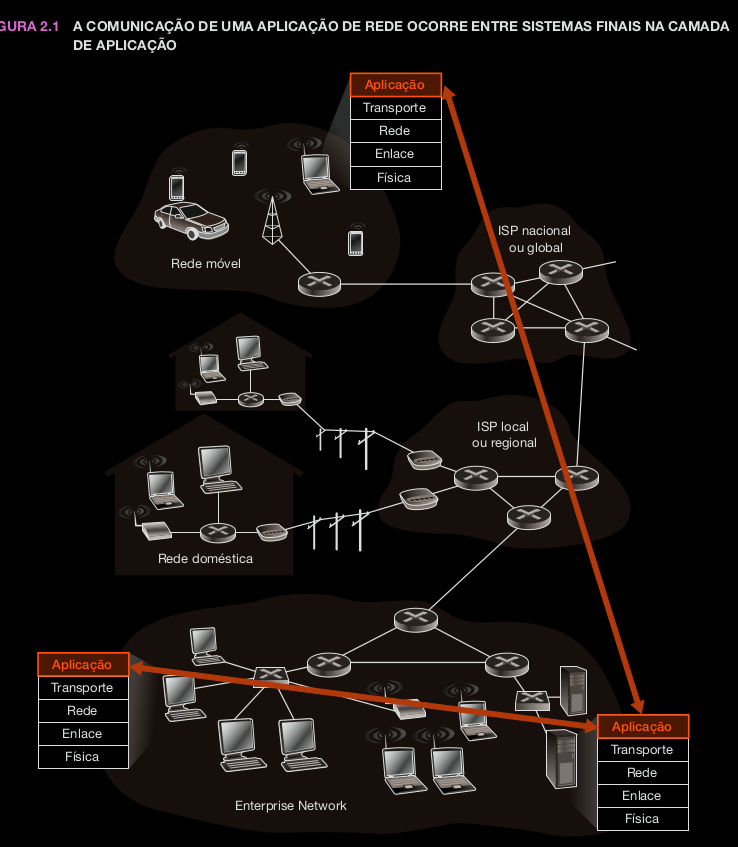 GURA 2.1 A COMUNICAÇÃO DE UMA APLICAÇÃO DE REDE OCORRE ENTRE SISTEMAS FINAIS NA CAMADA
DE APLICAÇÃO
Aplicação
Transporte
Rede
Enlace
Física
Rede móvel
ISP nacional
ou global
ISP local
ou regional
Rede doméstica
Aplicação
Transporte
Rede
Enlace
Física
Enterprise Network
Aplicação
Transporte
Rede
Enlace
Física